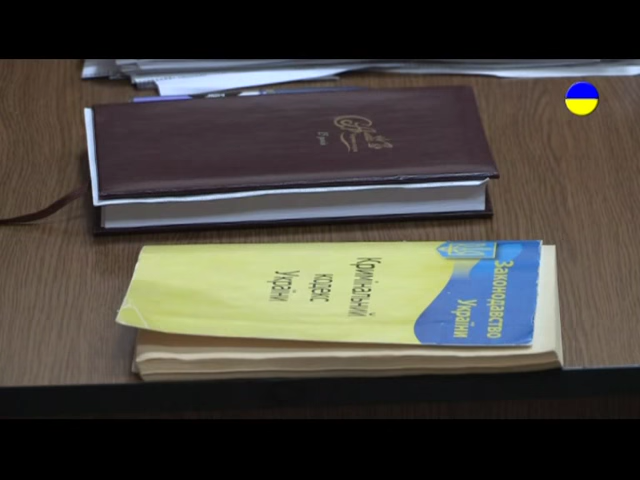 Законодавство
України
Кримінальний
кодекс
України